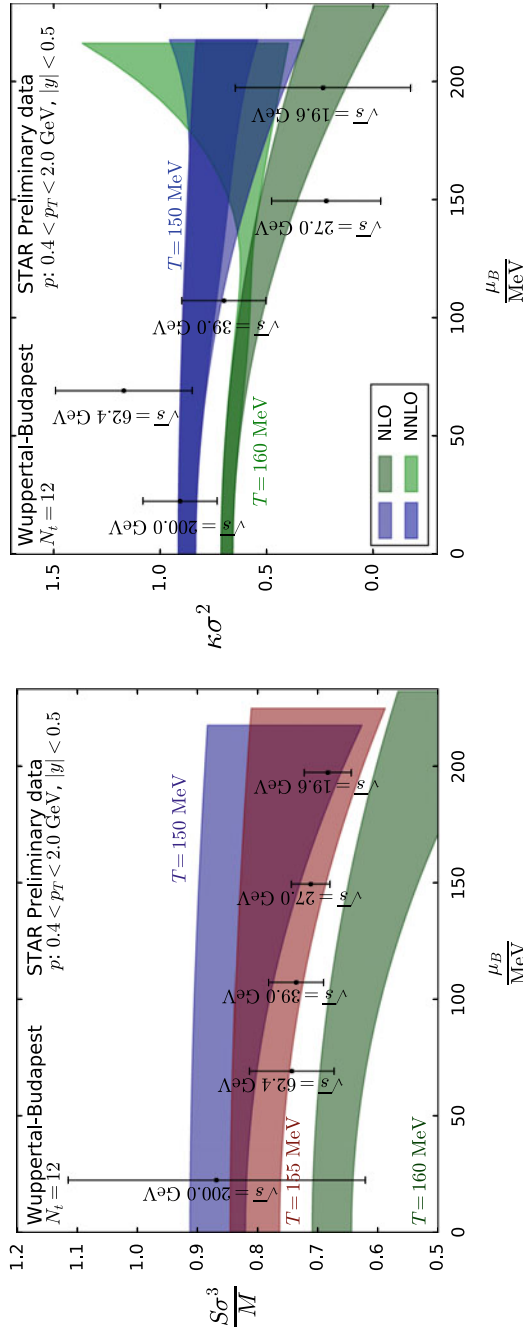 Wuppertal-Budapest
N_t = 12
STAR Preliminary data
p: 0.4 < p_T < 2.0 GeV, |y| < 0.5
Sσ³/M
1.2
1.1
1.0
0.9
0.8
0.7
0.6
0.5
T = 150 MeV
T = 155 MeV
T = 160 MeV
√s = 200.0 GeV
√s = 62.4 GeV
√s = 39.0 GeV
√s = 27.0 GeV
√s = 19.6 GeV
0
50
100
150
200
μ_B/MeV
Wuppertal-Budapest
N_t = 12
STAR Preliminary data
p: 0.4 < p_T < 2.0 GeV, |y| < 0.5
κσ²
1.5
1.0
0.5
0.0
T = 150 MeV
T = 160 MeV
√s = 200.0 GeV
√s = 62.4 GeV
√s = 39.0 GeV
√s = 27.0 GeV
√s = 19.6 GeV
NLO
NNLO
0
50
100
150
200
μ_B/MeV